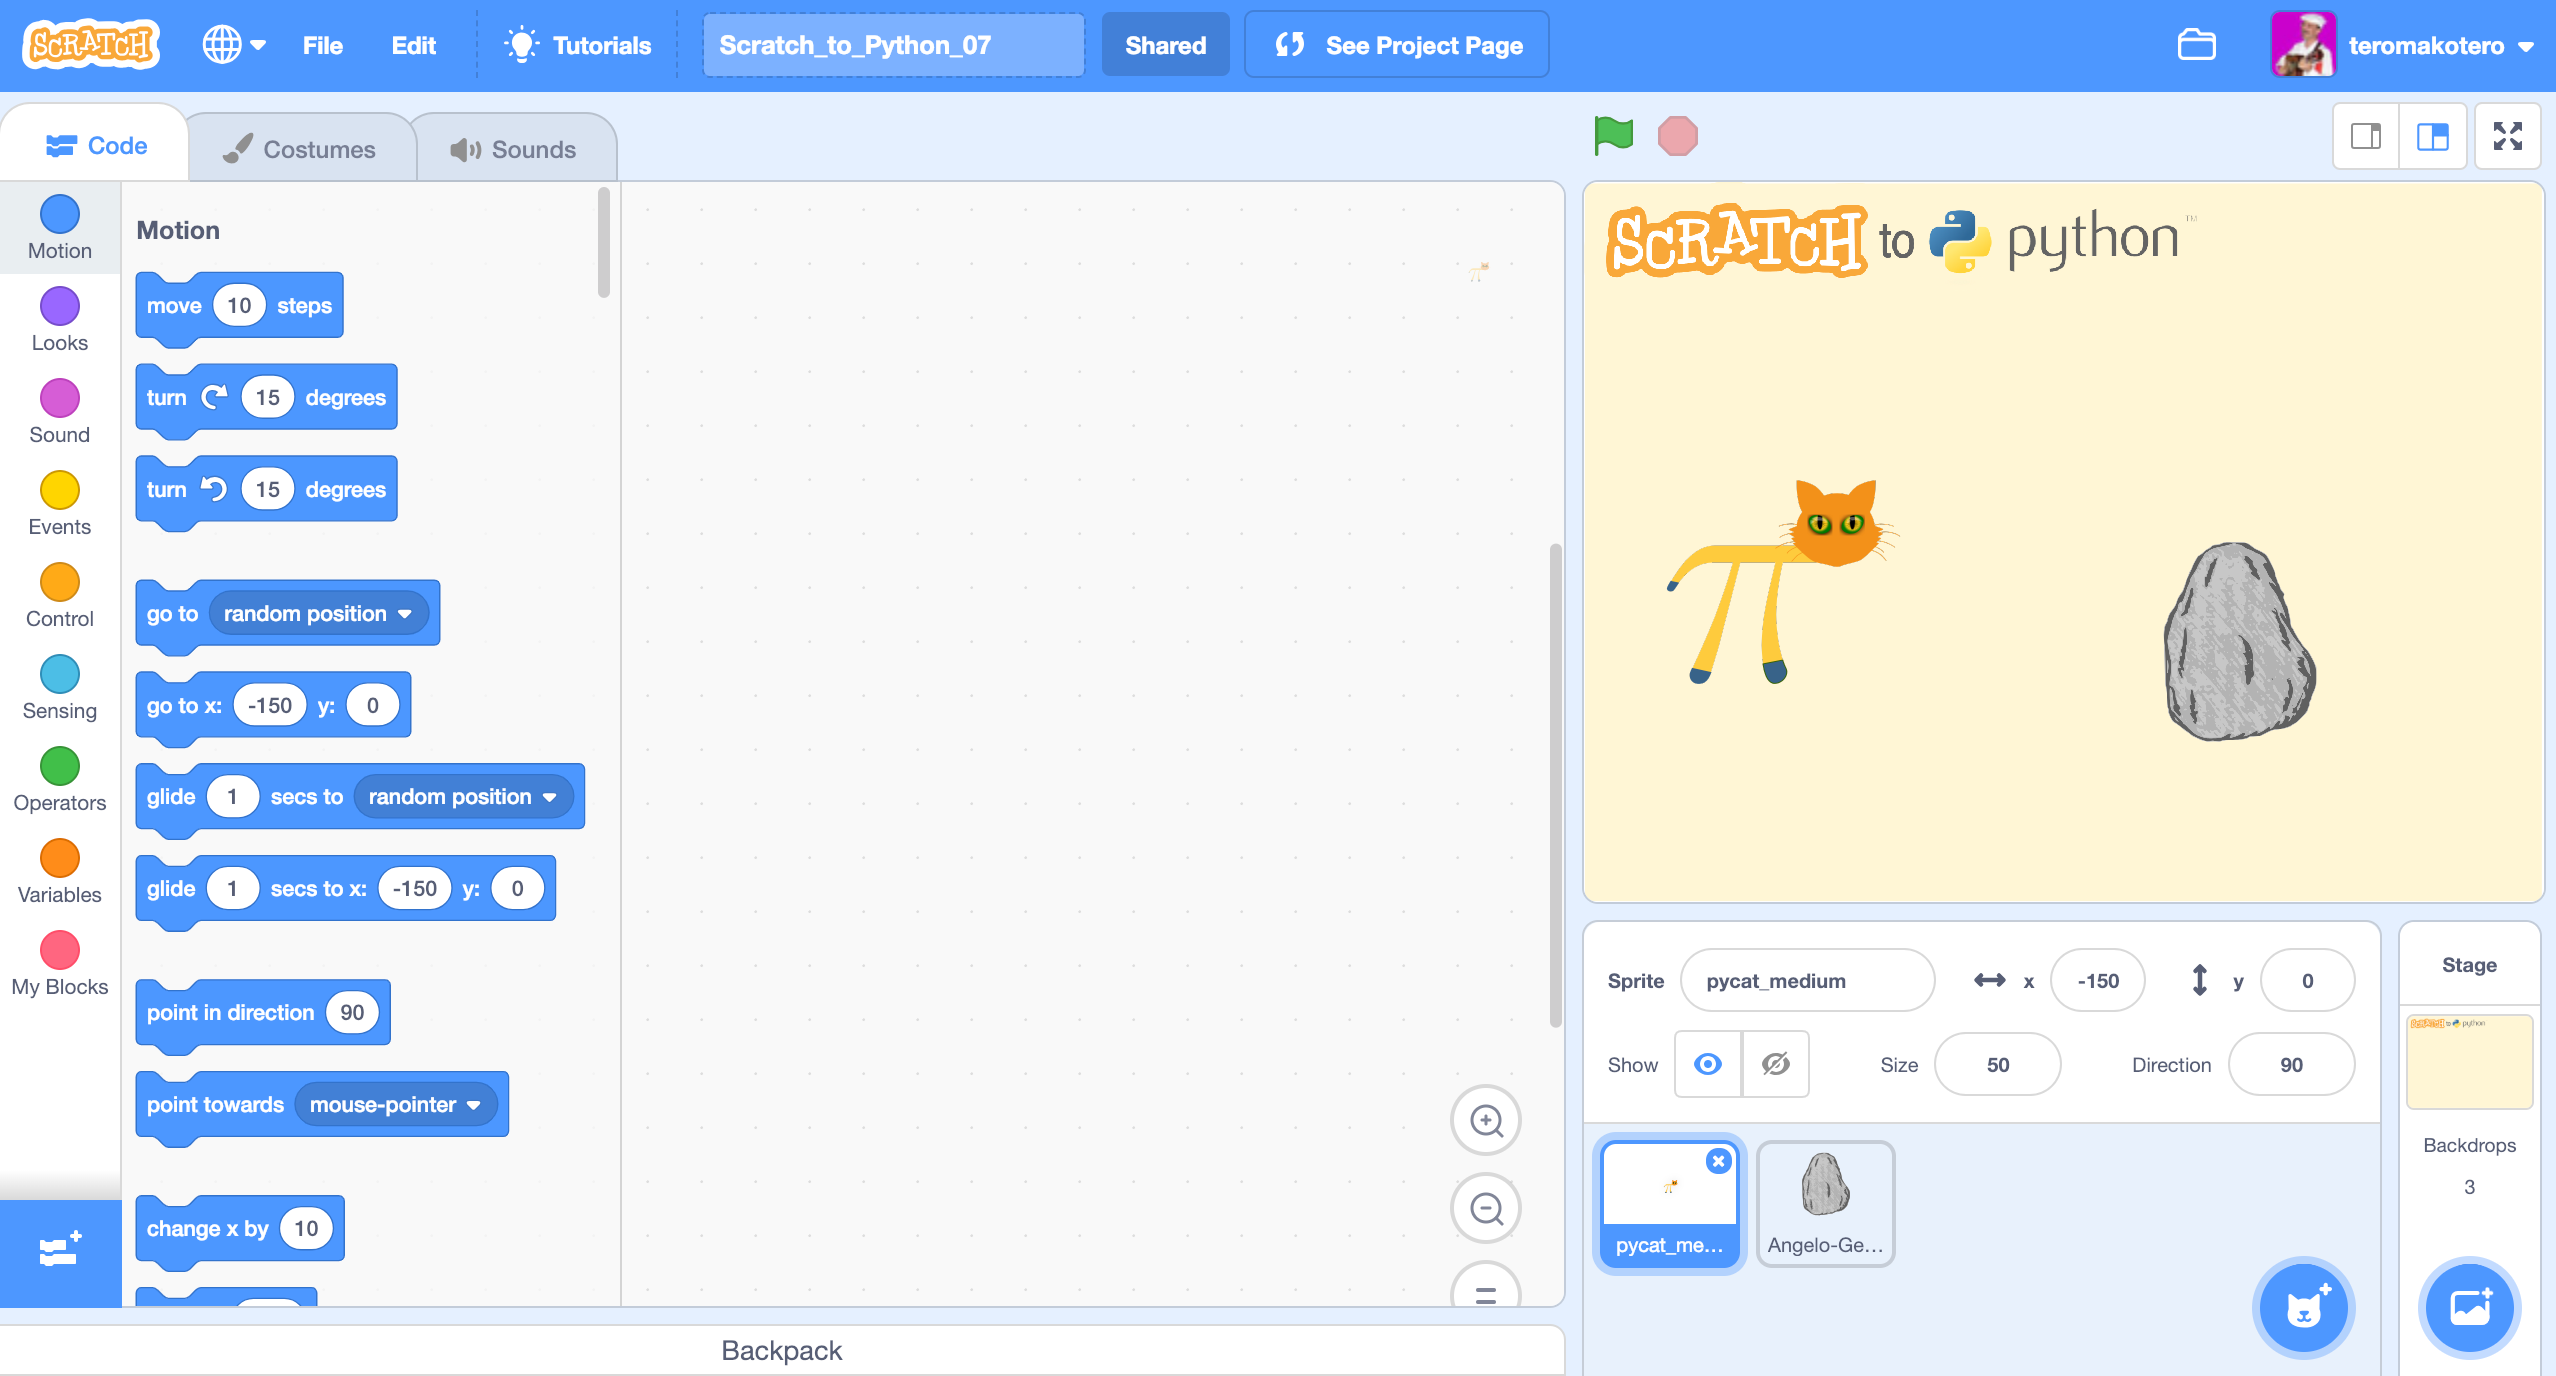 SCRATCH
File
Edit
Tutorials
Scratch_to_Python_07
Shared
See Project Page
teromakotero
Code
Costumes
Sounds
Motion
Looks
Sound
Events
Control
Sensing
Operators
Variables
My Blocks
Motion
move 10 steps
turn 15 degrees
turn 15 degrees
go to random position
go to x: -150 y: 0
glide 1 secs to random position
glide 1 secs to x: -150 y: 0
point in direction 90
point towards mouse-pointer
change x by 10
Backpack
SCRATCH to python™
Sprite pycat_medium x -150 y 0
Show Size 50 Direction 90
pycat_me...
Angelo-Ge...
Stage
SCRATCH to python
Backdrops
3